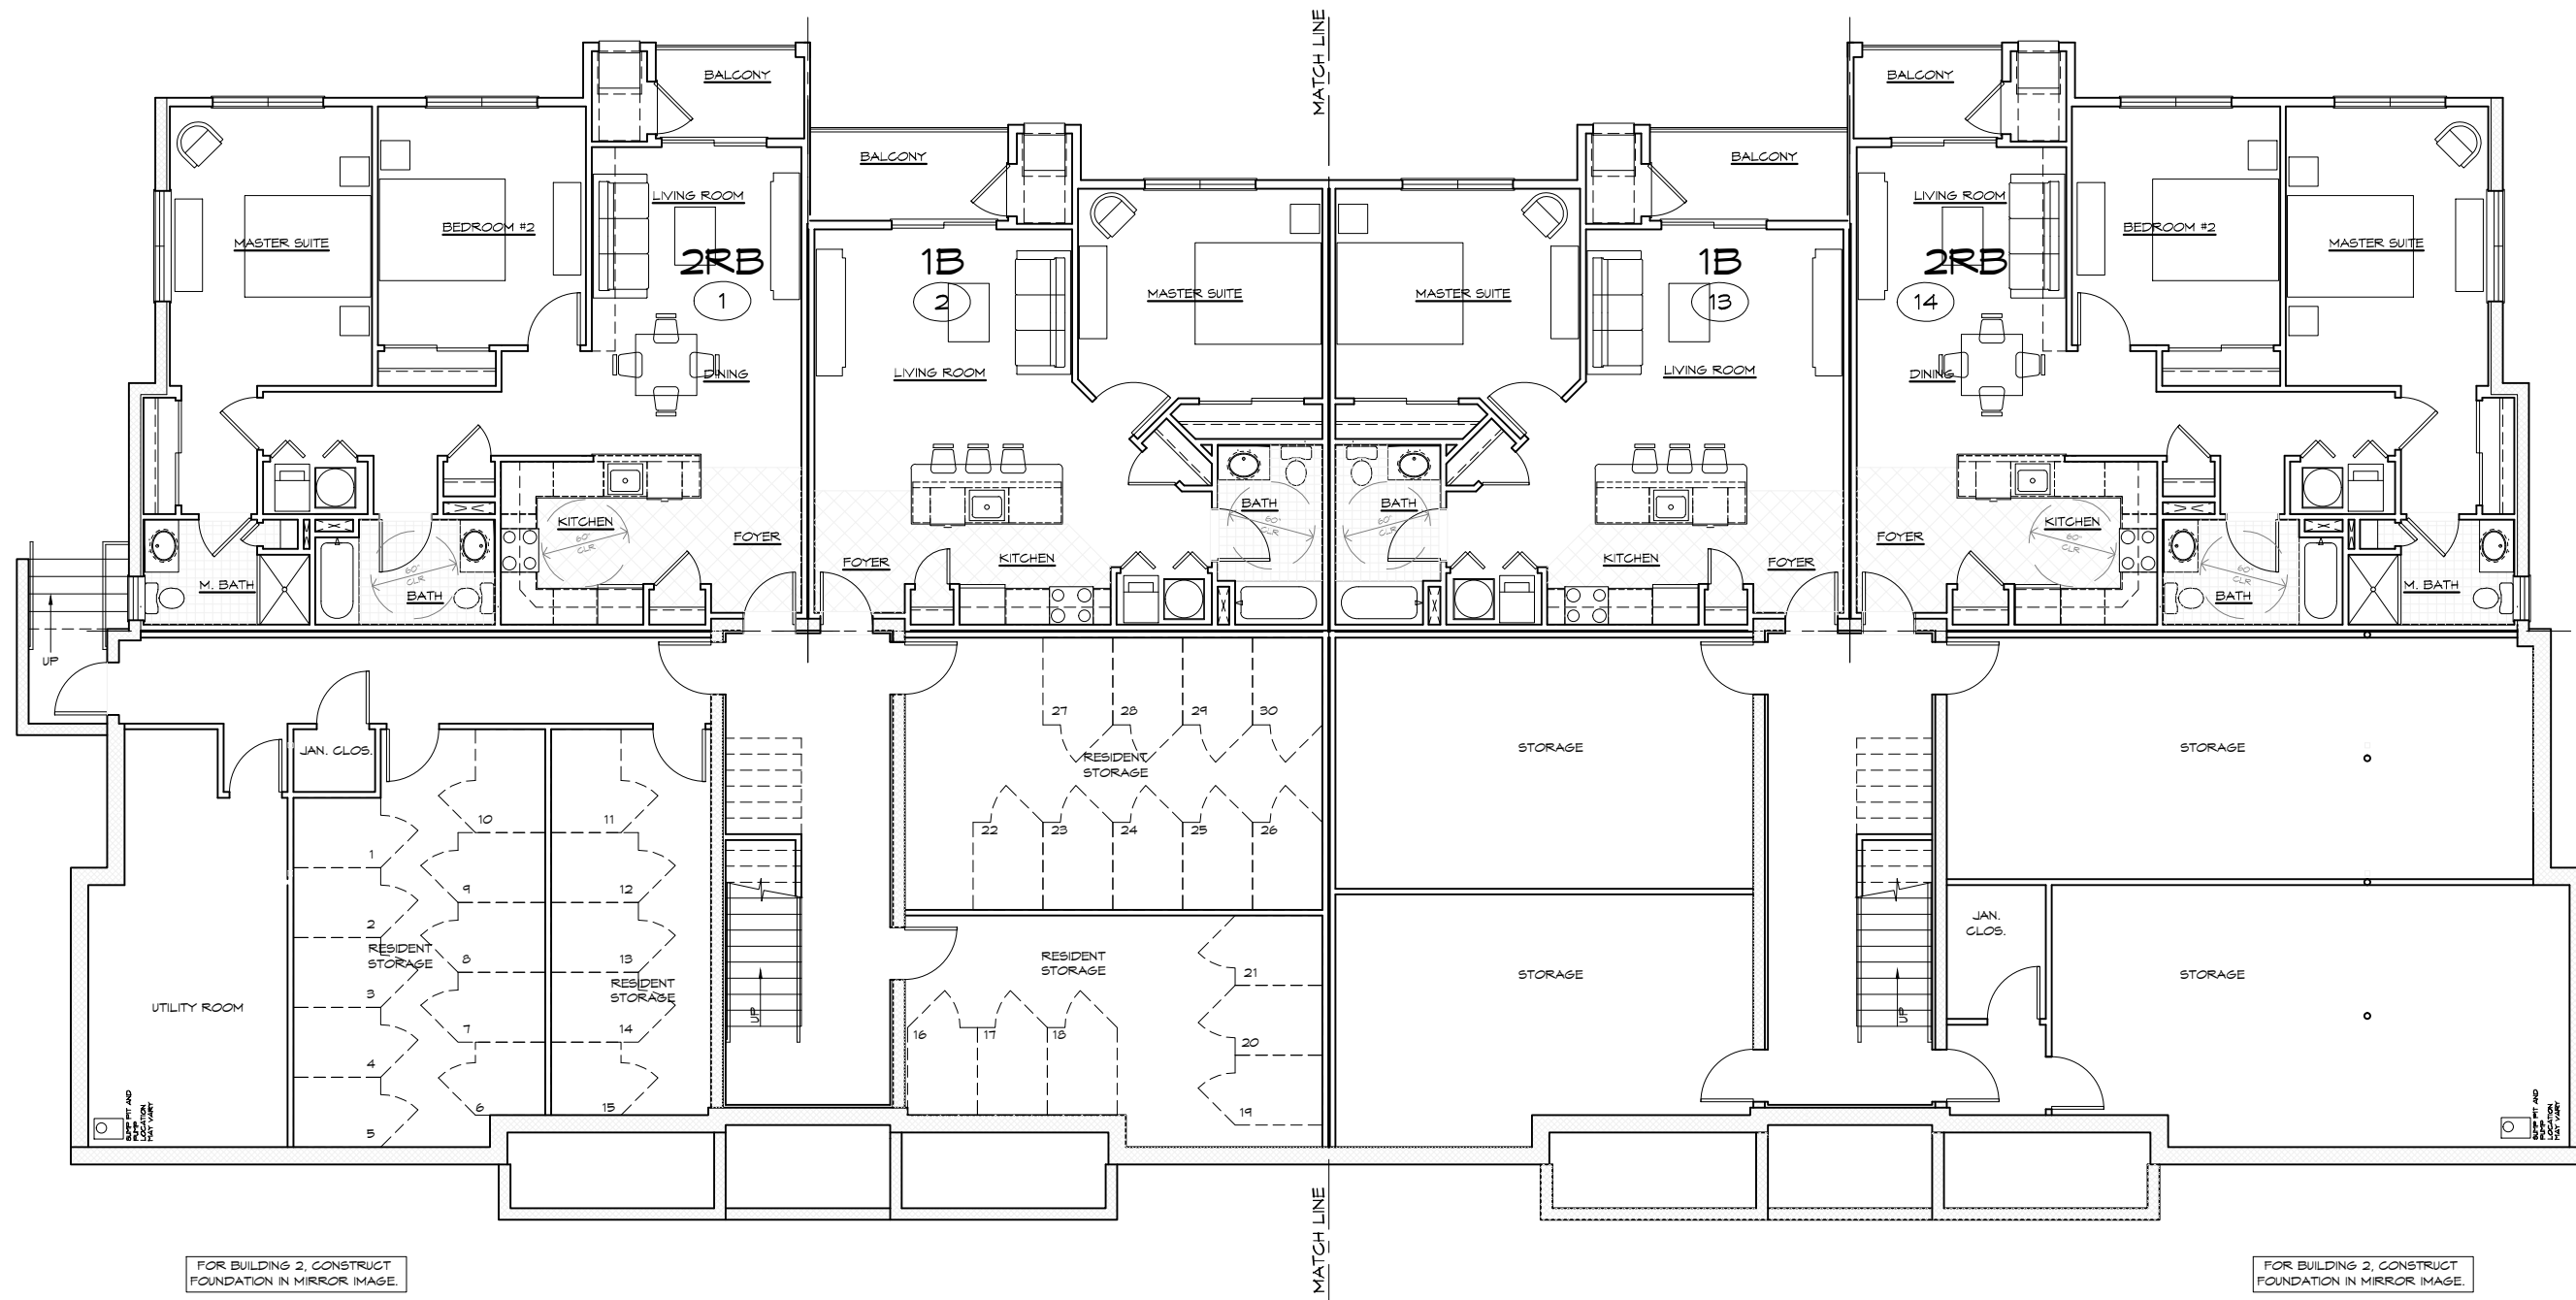 MATCH LINE
BALCONY
BALCONY
BALCONY
BALCONY
MASTER SUITE
BEDROOM #2
LIVING ROOM
2RB
1
DINING
1B
2
LIVING ROOM
MASTER SUITE
MASTER SUITE
1B
13
LIVING ROOM
LIVING ROOM
2RB
14
DINING
BEDROOM #2
MASTER SUITE
M. BATH
60"
CLR
BATH
KITCHEN
60"
CLR
FOYER
FOYER
KITCHEN
BATH
60"
CLR
BATH
60"
CLR
KITCHEN
FOYER
FOYER
KITCHEN
60"
CLR
60"
CLR
BATH
M. BATH
UP
JAN. CLOS.
27
28
29
30
RESIDENT
STORAGE
22
23
24
25
26
STORAGE
STORAGE
10
11
1
9
12
2
RESIDENT
STORAGE
8
13
RESIDENT
STORAGE
3
7
14
4
6
15
5
UTILITY ROOM
UP
RESIDENT
STORAGE
21
16
17
18
20
19
STORAGE
UP
JAN.
CLOS.
STORAGE
SUMP PIT AND
PUMP
LOCATION
MAY VARY
SUMP PIT AND
PUMP
LOCATION
MAY VARY
MATCH LINE
FOR BUILDING 2, CONSTRUCT
FOUNDATION IN MIRROR IMAGE.
FOR BUILDING 2, CONSTRUCT
FOUNDATION IN MIRROR IMAGE.